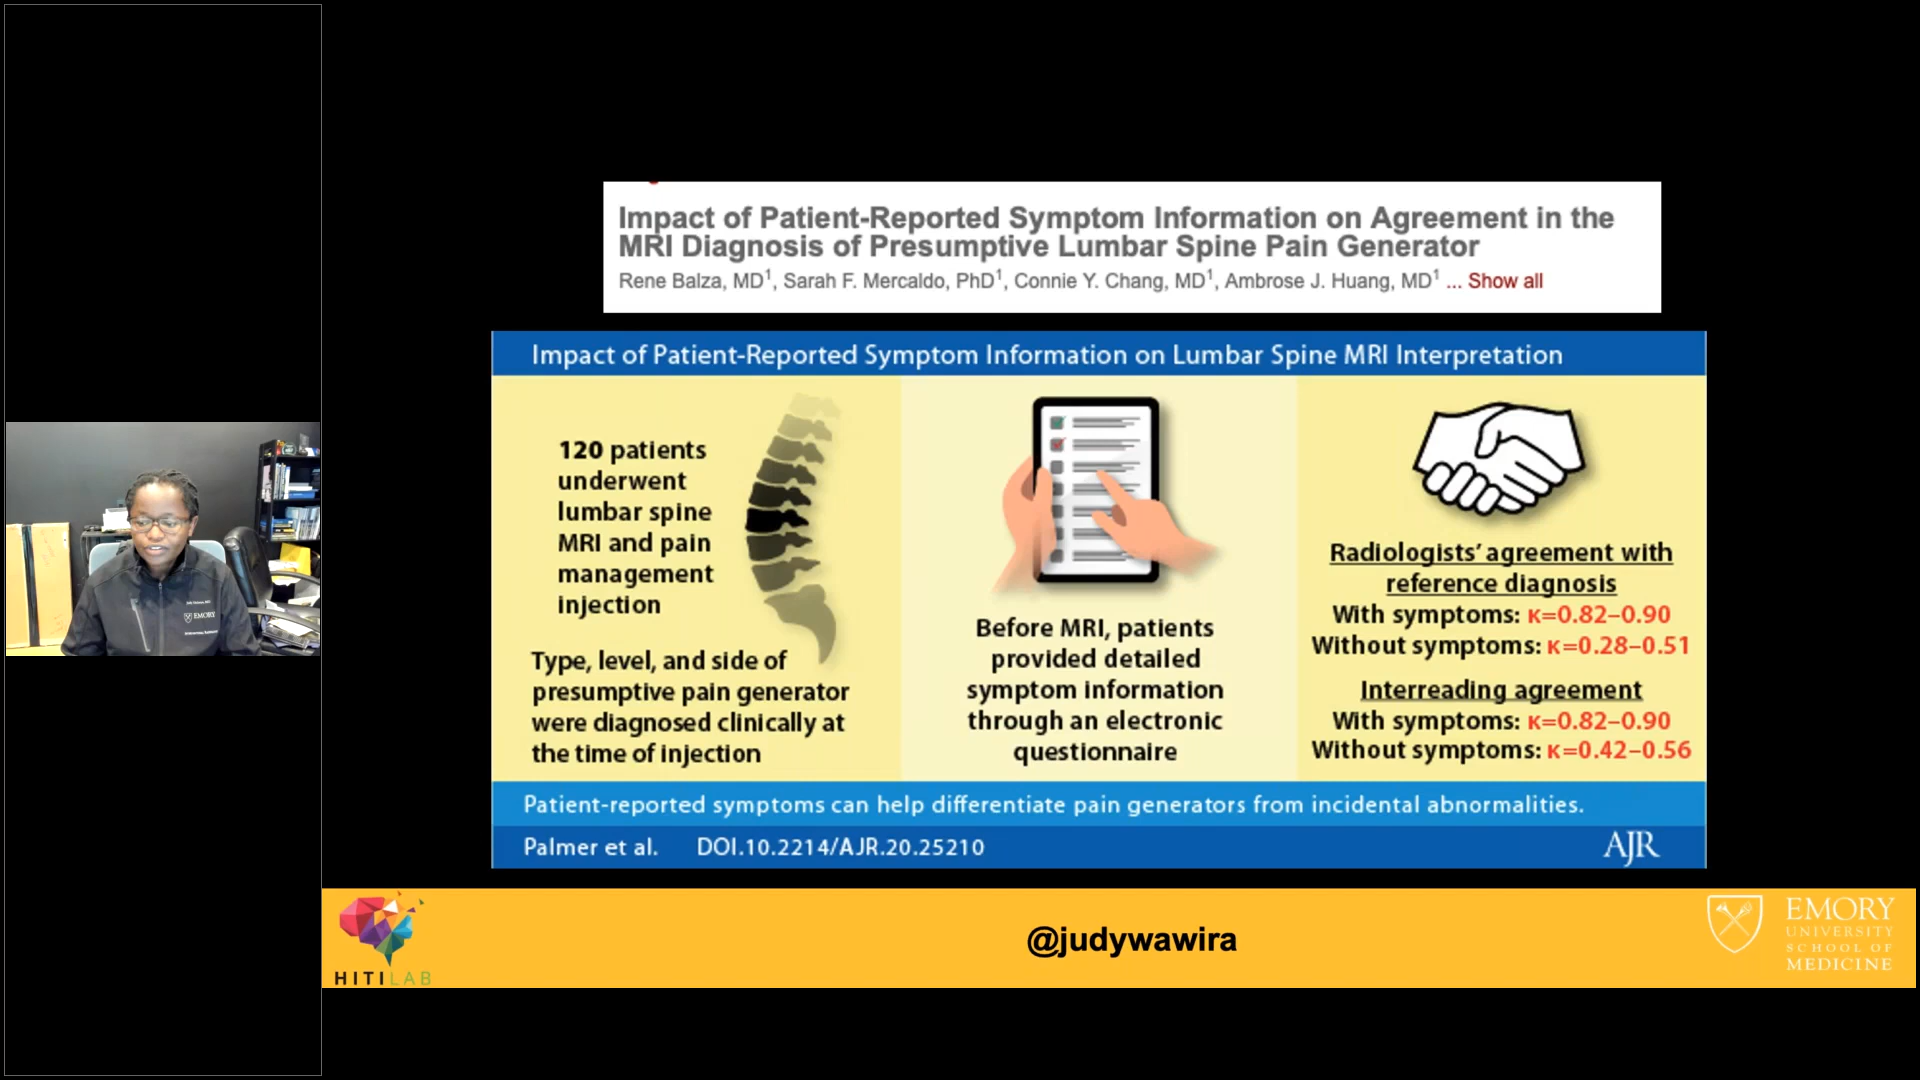 Impact of Patient-Reported Symptom Information on Agreement in the
MRI Diagnosis of Presumptive Lumbar Spine Pain Generator
Rene Balza, MD1, Sarah F. Mercaldo, PhD1, Connie Y. Chang, MD1, Ambrose J. Huang, MD1 ... Show all
Impact of Patient-Reported Symptom Information on Lumbar Spine MRI Interpretation
120 patients
underwent
lumbar spine
MRI and pain
management
injection
Type, level, and side of
presumptive pain generator
were diagnosed clinically at
the time of injection
Before MRI, patients
provided detailed
symptom information
through an electronic
questionnaire
Radiologists' agreement with
reference diagnosis
With symptoms: κ=0.82–0.90
Without symptoms: κ=0.28–0.51
Interreading agreement
With symptoms: κ=0.82–0.90
Without symptoms: κ=0.42–0.56
Patient-reported symptoms can help differentiate pain generators from incidental abnormalities.
Palmer et al. DOI.10.2214/AJR.20.25210
AJR
EMORY
HITILAB
@judywawira
EMORY
UNIVERSITY
SCHOOL OF
MEDICINE